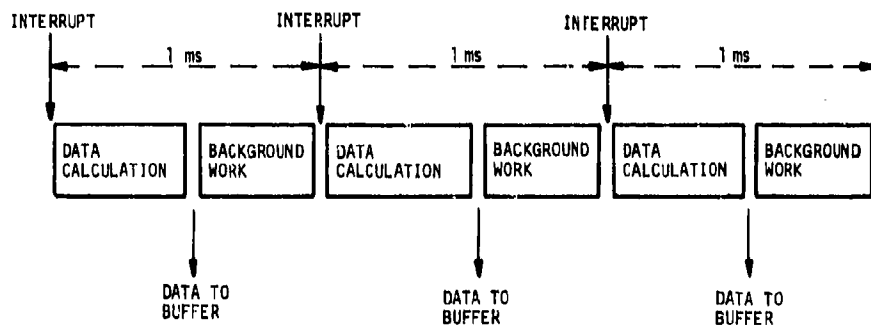 INTERRUPT
INTERRUPT
INTERRUPT
1 ms
1 ms
1 ms
DATA
CALCULATION
BACKGROUND
WORK
DATA
CALCULATION
BACKGROUND
WORK
DATA
CALCULATION
BACKGROUND
WORK
DATA TO
BUFFER
DATA TO
BUFFER
DATA TO
BUFFER